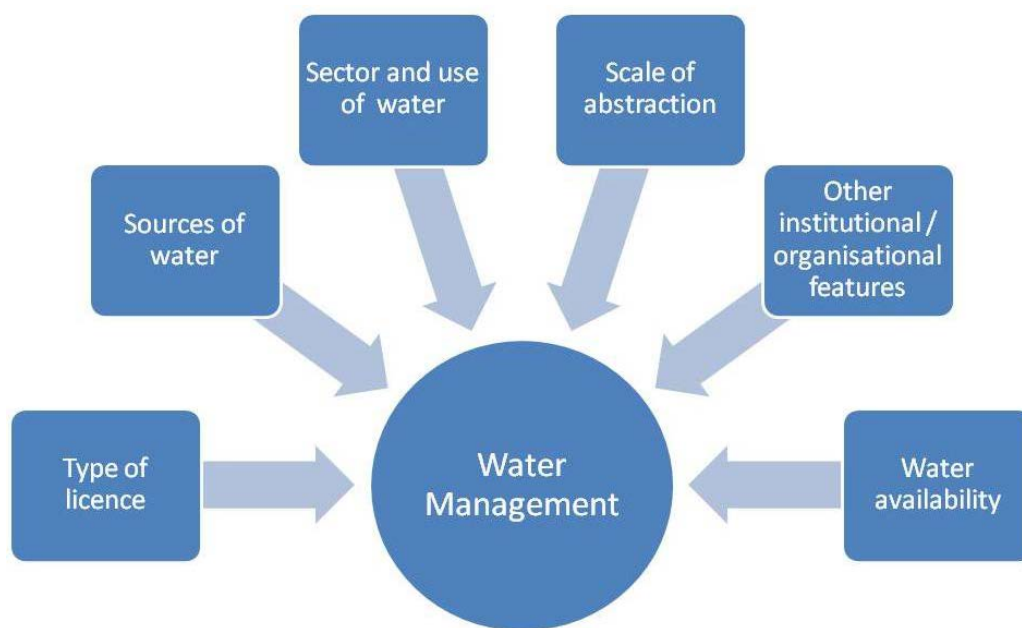 Sector and use
of water
Scale of
abstraction
Sources of
water
Other
institutional /
organisational
features
Type of
licence
Water
Management
Water
availability